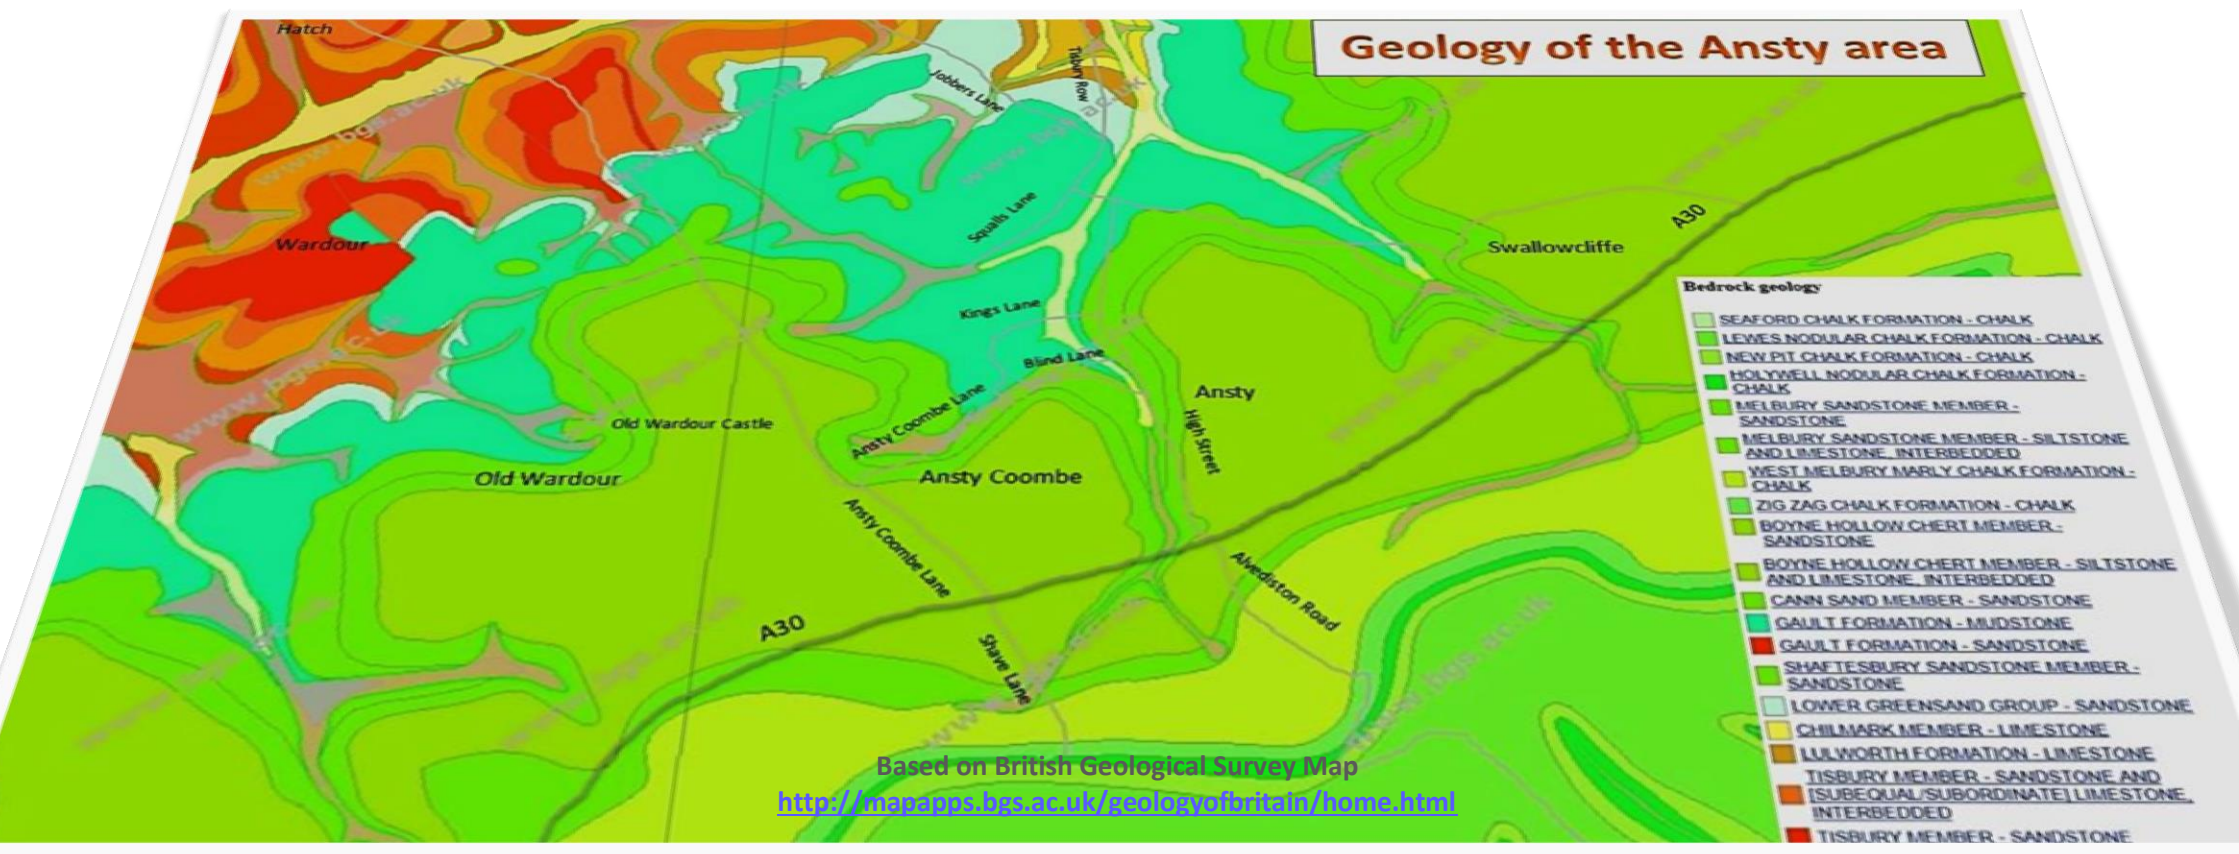 Geology of the Ansty area
Hatch
Tisbury Row
Jobbers Lane
www.bgs.ac.uk
Squalls Lane
A30
Wardour
Swallowcliffe
Kings Lane
Blind Lane
Ansty
Ansty Coombe Lane
High Street
Old Wardour Castle
Old Wardour
Ansty Coombe
Ansty Coombe Lane
Alvediston Road
A30
Shave Lane
Bedrock geology
SEAFORD CHALK FORMATION - CHALK
LEWES NODULAR CHALK FORMATION - CHALK
NEW PIT CHALK FORMATION - CHALK
HOLYWELL NODULAR CHALK FORMATION -
CHALK
MELBURY SANDSTONE MEMBER -
SANDSTONE
MELBURY SANDSTONE MEMBER - SILTSTONE
AND LIMESTONE, INTERBEDDED
WEST MELBURY MARLY CHALK FORMATION -
CHALK
ZIG ZAG CHALK FORMATION - CHALK
BOYNE HOLLOW CHERT MEMBER -
SANDSTONE
BOYNE HOLLOW CHERT MEMBER - SILTSTONE
AND LIMESTONE, INTERBEDDED
CANN SAND MEMBER - SANDSTONE
GAULT FORMATION - MUDSTONE
GAULT FORMATION - SANDSTONE
SHAFTESBURY SANDSTONE MEMBER -
SANDSTONE
LOWER GREENSAND GROUP - SANDSTONE
CHILMARK MEMBER - LIMESTONE
LULWORTH FORMATION - LIMESTONE
TISBURY MEMBER - SANDSTONE AND
[SUBEQUAL/SUBORDINATE] LIMESTONE,
INTERBEDDED
TISBURY MEMBER - SANDSTONE
Based on British Geological Survey Map
http://mapapps.bgs.ac.uk/geologyofbritain/home.html